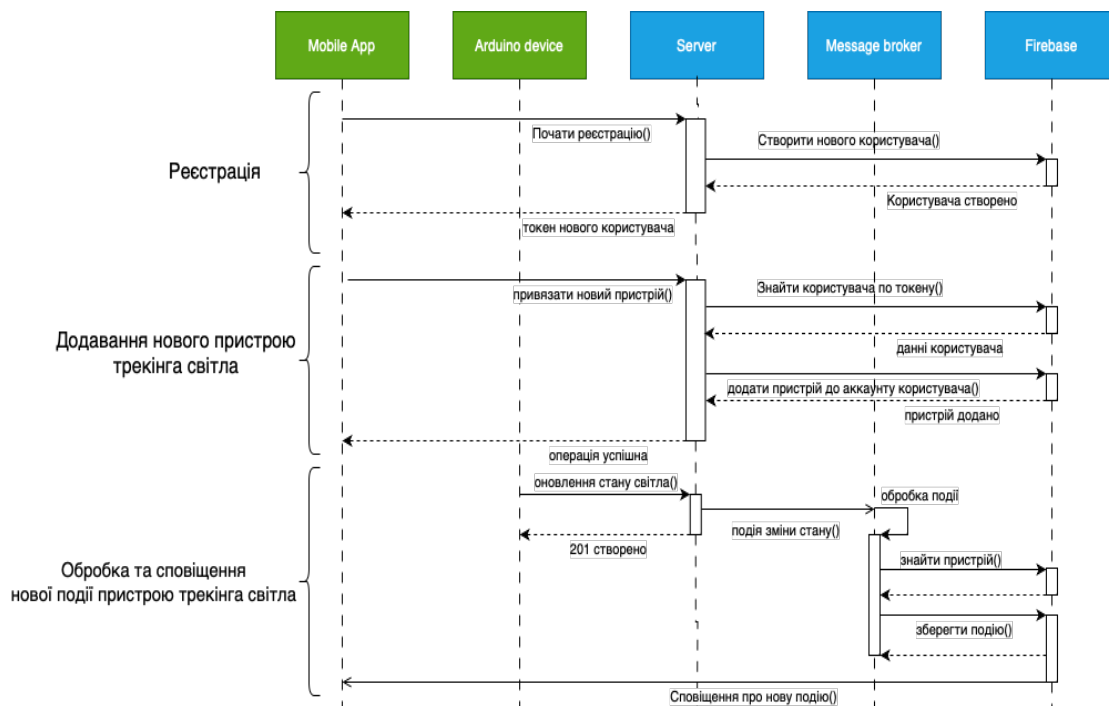 Mobile App
Arduino device
Server
Message broker
Firebase
Реєстрація
Почати реєстрацію()
Створити нового користувача()
Користувача створено
токен нового користувача
Додавання нового пристрою
трекінга світла
привязати новий пристрій()
Знайти користувача по токену()
данні користувача
додати пристрій до аккаунту користувача()
пристрій додано
операція успішна
Обробка та сповіщення
нової події пристрою трекінга світла
оновлення стану світла()
обробка події
подія зміни стану()
201 створено
знайти пристрій()
зберегти подію()
Сповіщення про нову подію()